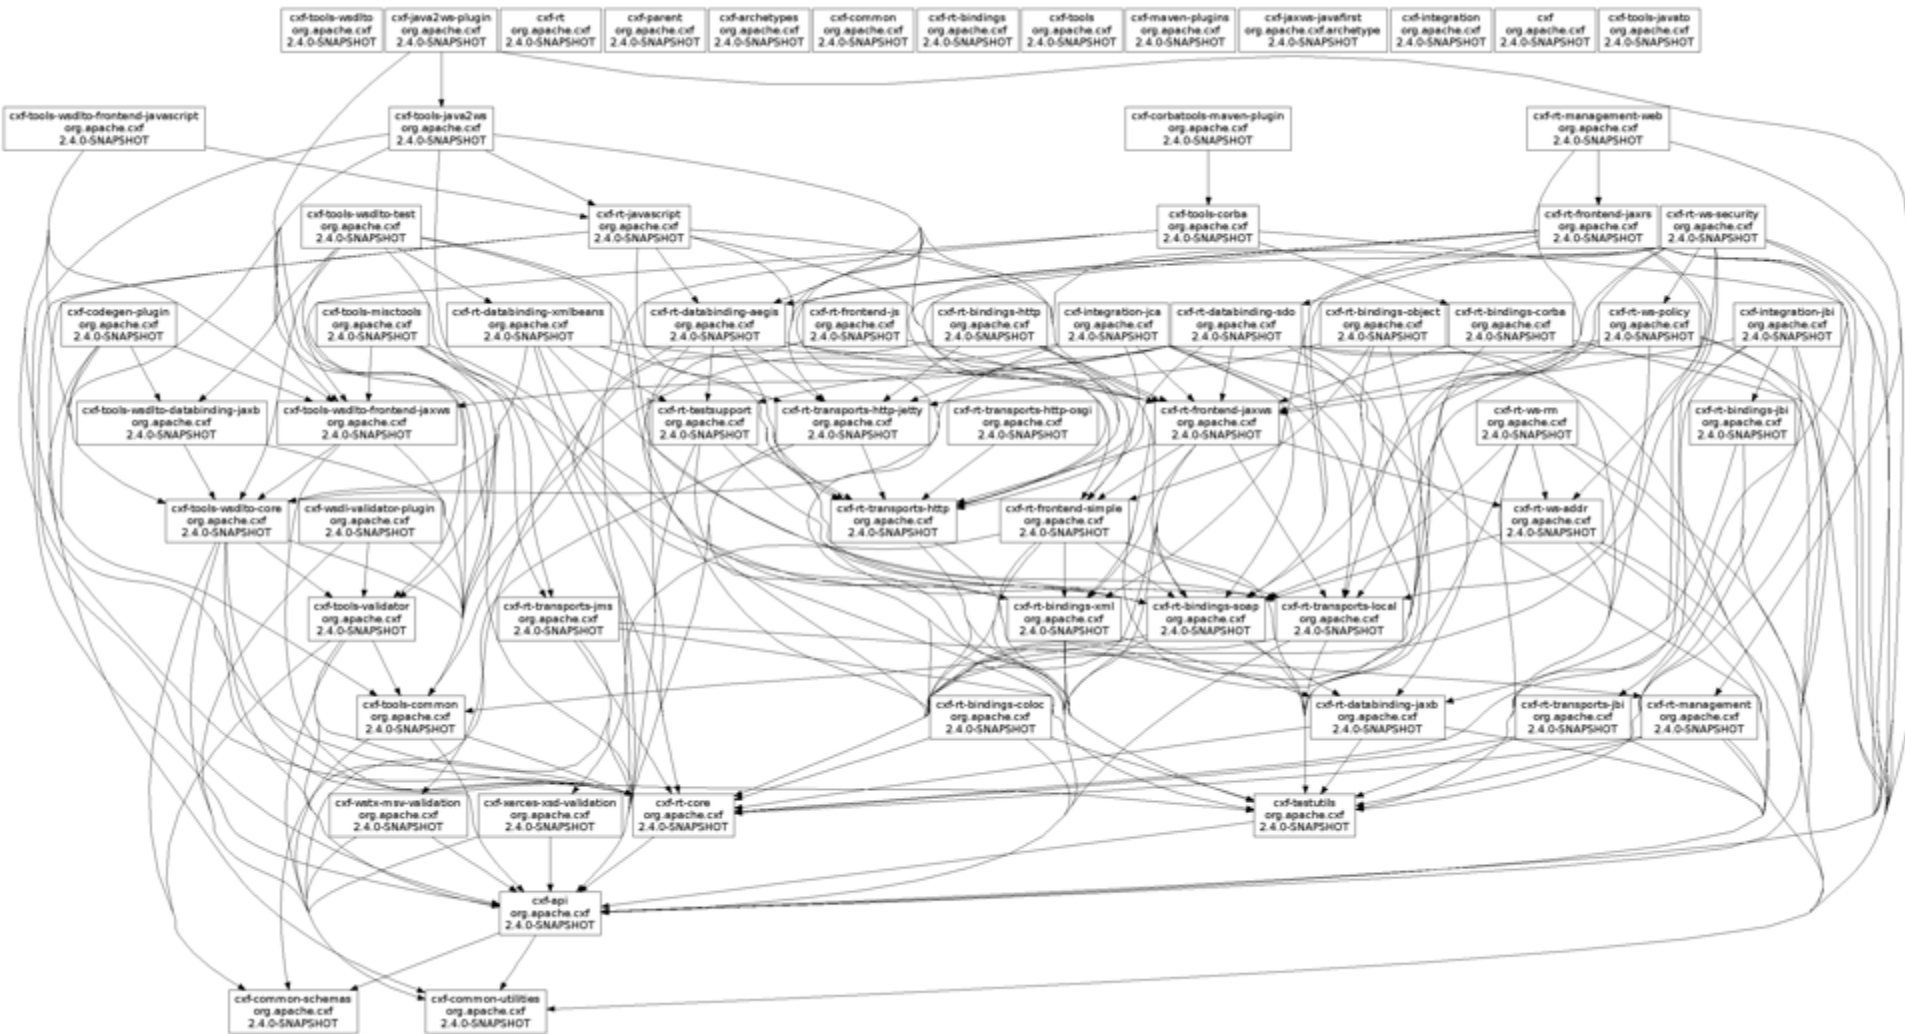 cxf-tools-wsdlto
org.apache.cxf
2.4.0-SNAPSHOT
cxf-java2ws-plugin
org.apache.cxf
2.4.0-SNAPSHOT
cxf-rt
org.apache.cxf
2.4.0-SNAPSHOT
cxf-parent
org.apache.cxf
2.4.0-SNAPSHOT
cxf-archetypes
org.apache.cxf
2.4.0-SNAPSHOT
cxf-common
org.apache.cxf
2.4.0-SNAPSHOT
cxf-rt-bindings
org.apache.cxf
2.4.0-SNAPSHOT
cxf-tools
org.apache.cxf
2.4.0-SNAPSHOT
cxf-maven-plugins
org.apache.cxf
2.4.0-SNAPSHOT
cxf-jaxws-javafirst
org.apache.cxf.archetype
2.4.0-SNAPSHOT
cxf-integration
org.apache.cxf
2.4.0-SNAPSHOT
cxf
org.apache.cxf
2.4.0-SNAPSHOT
cxf-tools-javato
org.apache.cxf
2.4.0-SNAPSHOT
cxf-tools-wsdlto-frontend-javascript
org.apache.cxf
2.4.0-SNAPSHOT
cxf-tools-java2ws
org.apache.cxf
2.4.0-SNAPSHOT
cxf-corbatools-maven-plugin
org.apache.cxf
2.4.0-SNAPSHOT
cxf-rt-management-web
org.apache.cxf
2.4.0-SNAPSHOT
cxf-tools-wsdlto-test
org.apache.cxf
2.4.0-SNAPSHOT
cxf-rt-javascript
org.apache.cxf
2.4.0-SNAPSHOT
cxf-tools-corba
org.apache.cxf
2.4.0-SNAPSHOT
cxf-rt-frontend-jaxrs
org.apache.cxf
2.4.0-SNAPSHOT
cxf-rt-ws-security
org.apache.cxf
2.4.0-SNAPSHOT
cxf-codegen-plugin
org.apache.cxf
2.4.0-SNAPSHOT
cxf-tools-misctools
org.apache.cxf
2.4.0-SNAPSHOT
cxf-rt-databinding-xmlbeans
org.apache.cxf
2.4.0-SNAPSHOT
cxf-rt-databinding-aegis
org.apache.cxf
2.4.0-SNAPSHOT
cxf-rt-frontend-js
org.apache.cxf
2.4.0-SNAPSHOT
cxf-rt-bindings-http
org.apache.cxf
2.4.0-SNAPSHOT
cxf-integration-jca
org.apache.cxf
2.4.0-SNAPSHOT
cxf-rt-databinding-sdo
org.apache.cxf
2.4.0-SNAPSHOT
cxf-rt-bindings-object
org.apache.cxf
2.4.0-SNAPSHOT
cxf-rt-bindings-corba
org.apache.cxf
2.4.0-SNAPSHOT
cxf-rt-ws-policy
org.apache.cxf
2.4.0-SNAPSHOT
cxf-integration-jbi
org.apache.cxf
2.4.0-SNAPSHOT
cxf-tools-wsdlto-databinding-jaxb
org.apache.cxf
2.4.0-SNAPSHOT
cxf-tools-wsdlto-frontend-jaxws
org.apache.cxf
2.4.0-SNAPSHOT
cxf-rt-testsupport
org.apache.cxf
2.4.0-SNAPSHOT
cxf-rt-transports-http-jetty
org.apache.cxf
2.4.0-SNAPSHOT
cxf-rt-transports-http-osgi
org.apache.cxf
2.4.0-SNAPSHOT
cxf-rt-frontend-jaxws
org.apache.cxf
2.4.0-SNAPSHOT
cxf-rt-ws-rm
org.apache.cxf
2.4.0-SNAPSHOT
cxf-rt-bindings-jbi
org.apache.cxf
2.4.0-SNAPSHOT
cxf-tools-wsdlto-core
org.apache.cxf
2.4.0-SNAPSHOT
cxf-wsdl-validator-plugin
org.apache.cxf
2.4.0-SNAPSHOT
cxf-rt-transports-http
org.apache.cxf
2.4.0-SNAPSHOT
cxf-rt-frontend-simple
org.apache.cxf
2.4.0-SNAPSHOT
cxf-rt-ws-addr
org.apache.cxf
2.4.0-SNAPSHOT
cxf-tools-validator
org.apache.cxf
2.4.0-SNAPSHOT
cxf-rt-transports-jms
org.apache.cxf
2.4.0-SNAPSHOT
cxf-rt-bindings-xml
org.apache.cxf
2.4.0-SNAPSHOT
cxf-rt-bindings-soap
org.apache.cxf
2.4.0-SNAPSHOT
cxf-rt-transports-local
org.apache.cxf
2.4.0-SNAPSHOT
cxf-tools-common
org.apache.cxf
2.4.0-SNAPSHOT
cxf-rt-bindings-coloc
org.apache.cxf
2.4.0-SNAPSHOT
cxf-rt-databinding-jaxb
org.apache.cxf
2.4.0-SNAPSHOT
cxf-rt-transports-jbi
org.apache.cxf
2.4.0-SNAPSHOT
cxf-rt-management
org.apache.cxf
2.4.0-SNAPSHOT
cxf-wstx-msv-validation
org.apache.cxf
2.4.0-SNAPSHOT
cxf-xerces-xsd-validation
org.apache.cxf
2.4.0-SNAPSHOT
cxf-rt-core
org.apache.cxf
2.4.0-SNAPSHOT
cxf-testutils
org.apache.cxf
2.4.0-SNAPSHOT
cxf-api
org.apache.cxf
2.4.0-SNAPSHOT
cxf-common-schemas
org.apache.cxf
2.4.0-SNAPSHOT
cxf-common-utilities
org.apache.cxf
2.4.0-SNAPSHOT